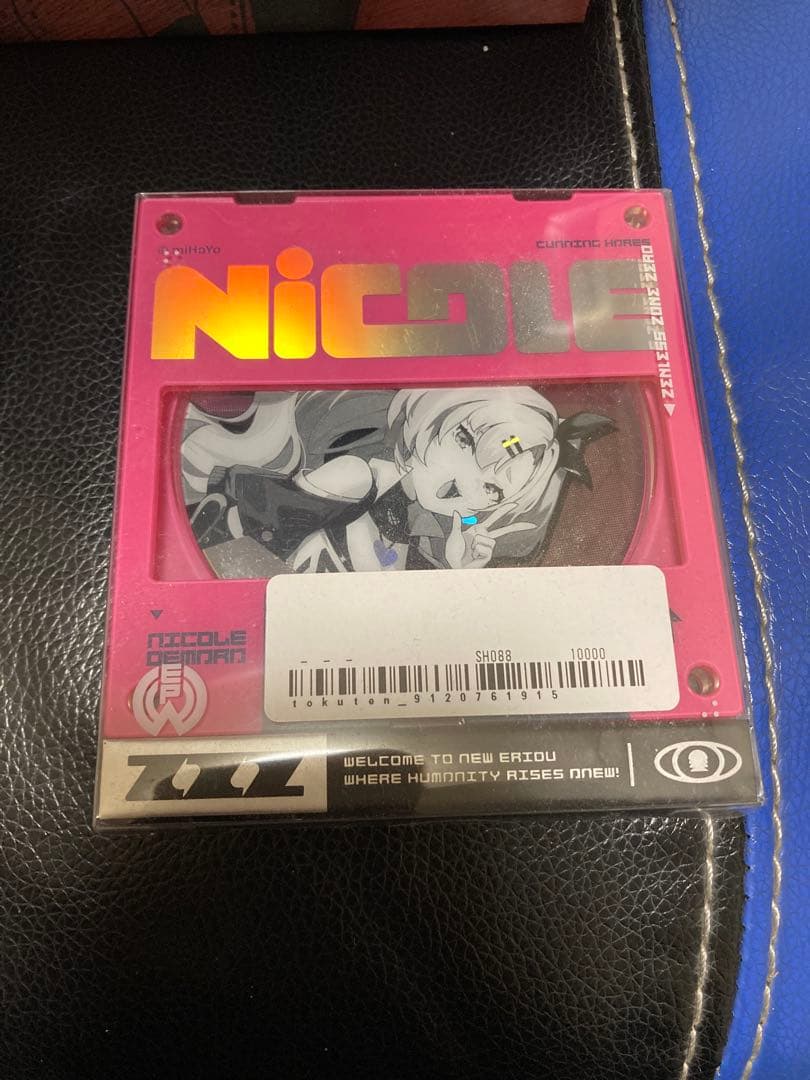 © miHoYo
CUNNING HARES
NiCOLE
ZENLESS ZONE ZERO
NICOLE
DEMARA
SH088 10000
tokuten_9120761915
ZZZ
WELCOME TO NEW ERIDU
WHERE HUMANITY RISES ANEW!